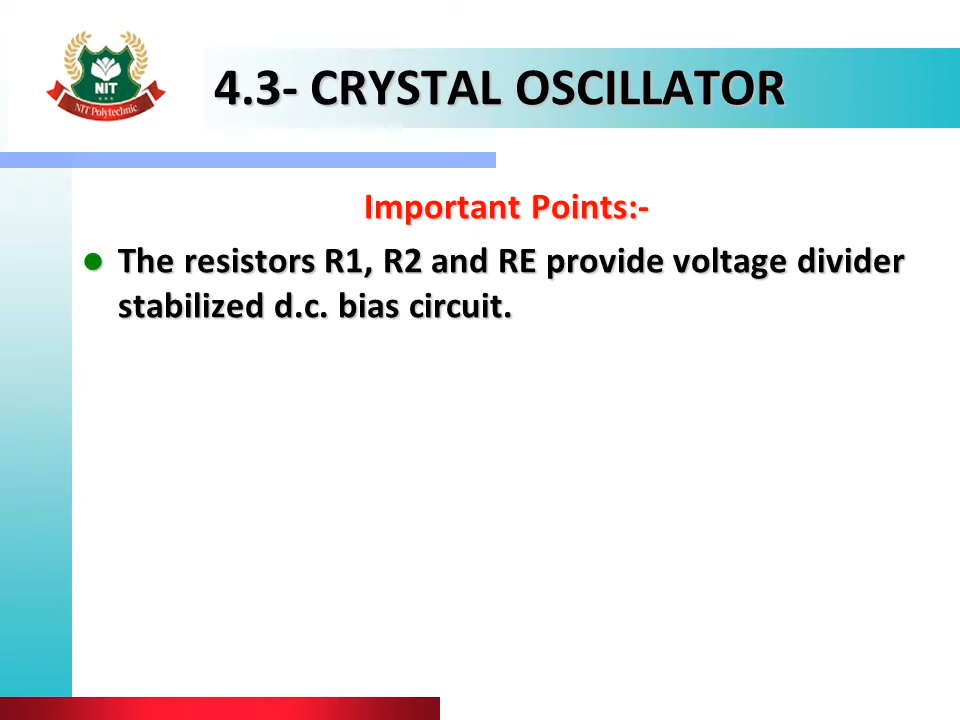 NIT
NIT Polytechnic
4.3- CRYSTAL OSCILLATOR
Important Points:-
● The resistors R1, R2 and RE provide voltage divider
stabilized d.c. bias circuit.